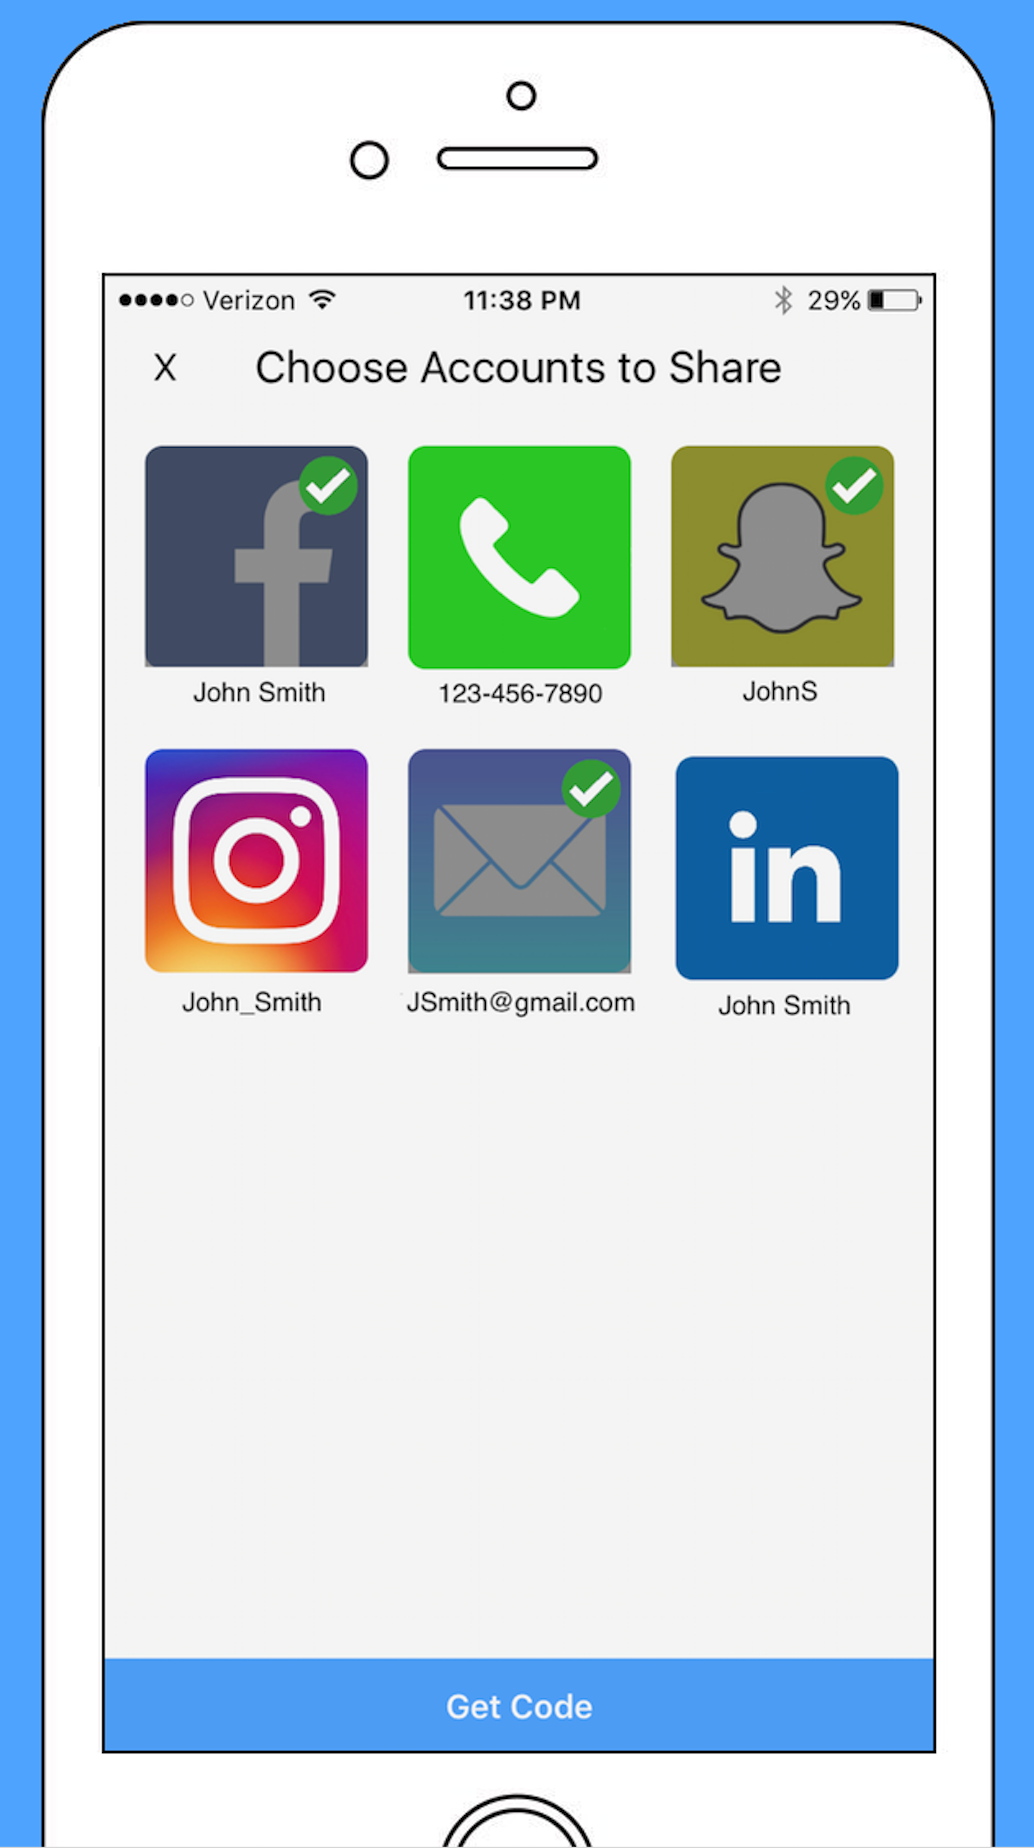 Verizon 11:38 PM 29%
X Choose Accounts to Share
f
John Smith 123-456-7890 JohnS
in
John_Smith JSmith@gmail.com John Smith
Get Code